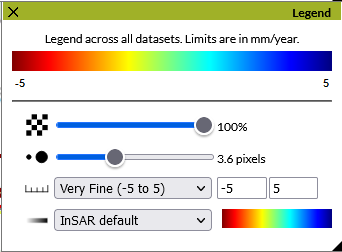 Legend
Legend across all datasets. Limits are in mm/year.
-5 5
100%
3.6 pixels
Very Fine (-5 to 5) -5 5
InSAR default